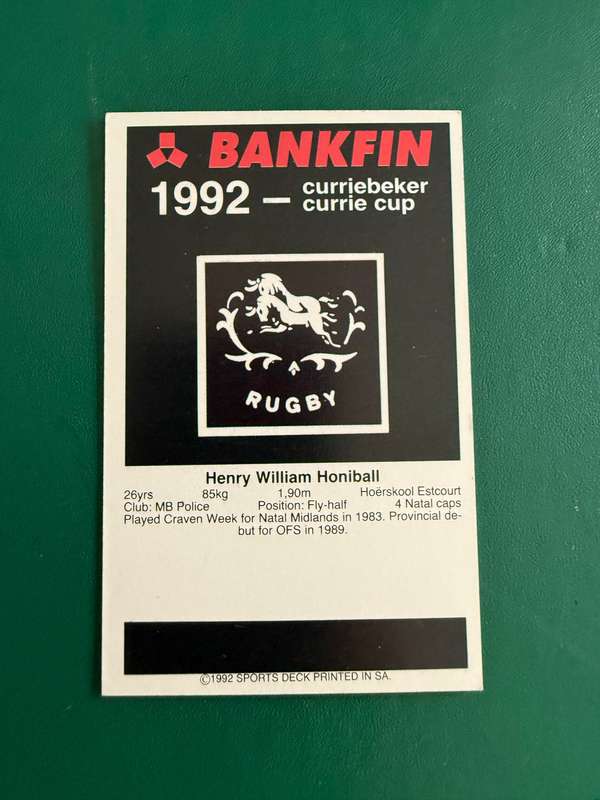 BANKFIN
1992 – curriebeker
currie cup
RUGBY
Henry William Honiball
26yrs 85kg 1,90m Hoërskool Estcourt
Club: MB Police Position: Fly-half 4 Natal caps
Played Craven Week for Natal Midlands in 1983. Provincial de-
but for OFS in 1989.
©1992 SPORTS DECK PRINTED IN SA.